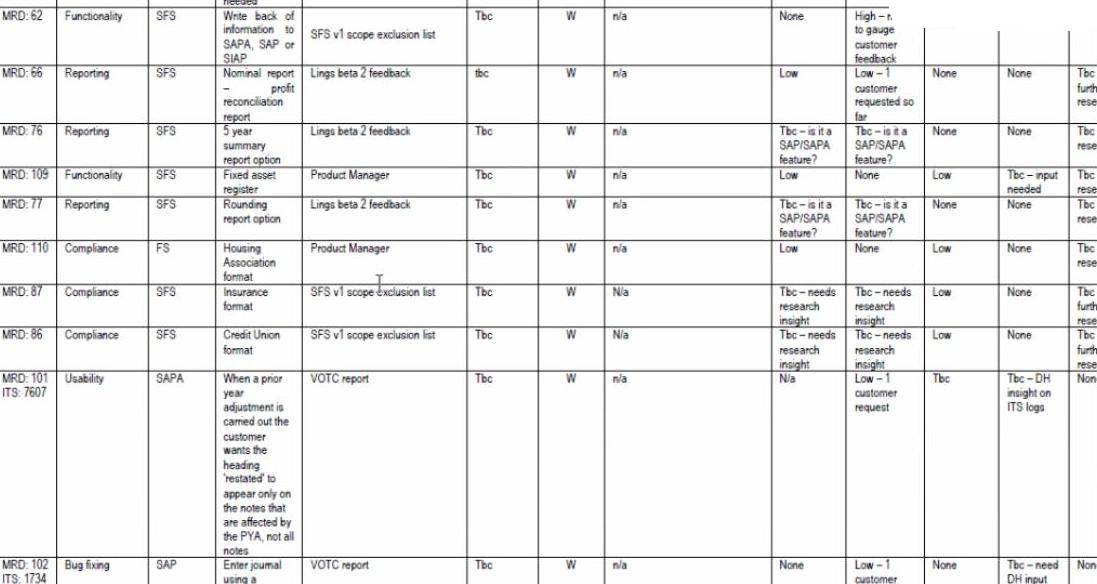 needed
MRD: 62 Functionality SFS Write back of information to SAPA, SAP or SIAP SFS v1 scope exclusion list Tbc W n/a None High – to gauge customer feedback
MRD: 66 Reporting SFS Nominal report – profit reconciliation report Lings beta 2 feedback tbc W n/a Low Low – 1 customer requested so far None None Tbc
MRD: 76 Reporting SFS 5 year summary report option Lings beta 2 feedback Tbc W n/a Tbc – is it a SAP/SAPA feature? Tbc – is it a SAP/SAPA feature? None None Tbc
MRD: 109 Functionality SFS Fixed asset register Product Manager Tbc W n/a Low None Low Tbc – input needed Tbc
MRD: 77 Reporting SFS Rounding report option Lings beta 2 feedback Tbc W n/a Tbc – is it a SAP/SAPA feature? Tbc – is it a SAP/SAPA feature? None None Tbc
MRD: 110 Compliance FS Housing Association format Product Manager Tbc W n/a Low None Low None Tbc
MRD: 87 Compliance SFS Insurance format SFS v1 scope exclusion list Tbc W N/a Tbc – needs research insight Tbc – needs research insight Low None Tbc
MRD: 86 Compliance SFS Credit Union format SFS v1 scope exclusion list Tbc W N/a Tbc – needs research insight Tbc – needs research insight Low None Tbc
MRD: 101 ITS: 7607 Usability SAPA When a prior year adjustment is carried out the customer wants the heading 'restated' to appear only on the notes that are affected by the PYA, not all notes VOTC report Tbc W n/a N/a Low – 1 customer request Tbc Tbc – DH insight on ITS logs
MRD: 102 ITS: 1734 Bug fixing SAP Enter journal using a VOTC report Tbc W n/a None Low – 1 customer None Tbc – need DH input